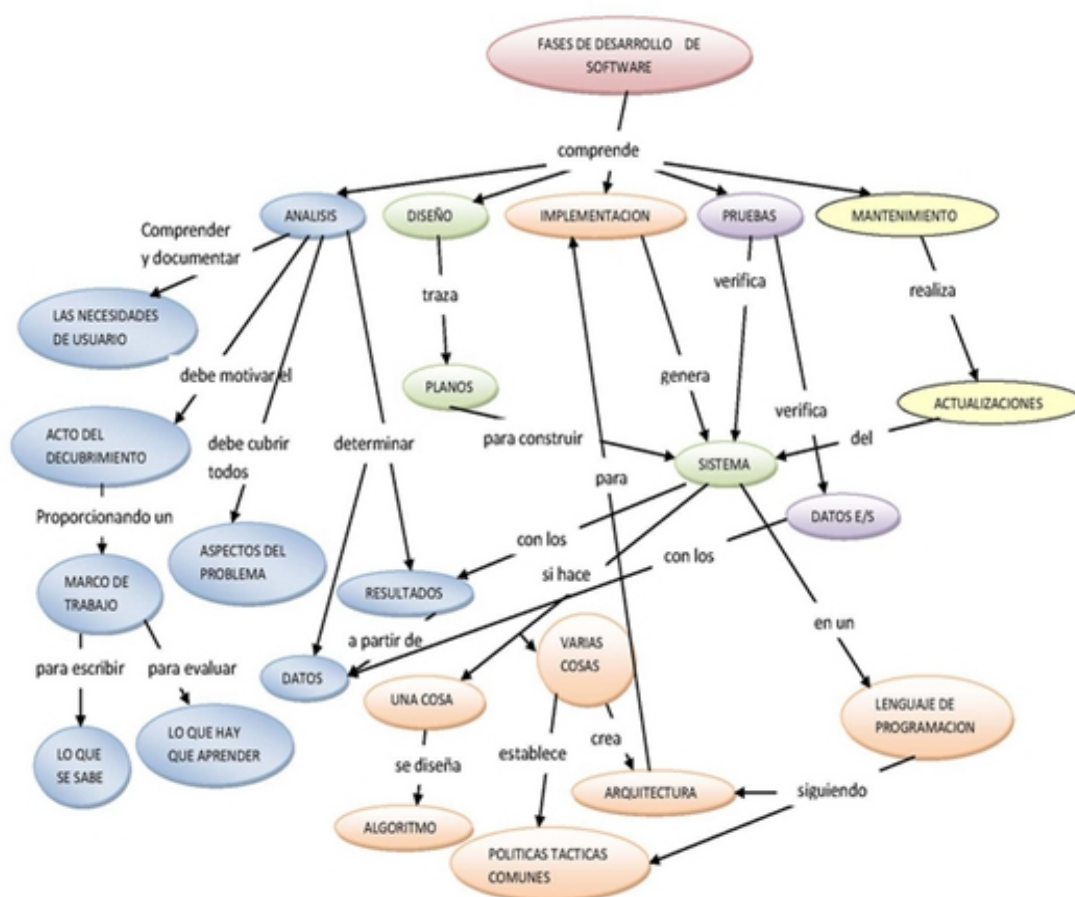 FASES DE DESARROLLO DE
SOFTWARE
comprende
ANALISIS
DISEÑO
IMPLEMENTACION
PRUEBAS
MANTENIMIENTO
Comprender
y documentar
traza
verifica
realiza
LAS NECESIDADES
DE USUARIO
debe motivar el
PLANOS
genera
verifica
ACTUALIZACIONES
ACTO DEL
DECUBRIMIENTO
debe cubrir
todos
determinar
para construir
para
SISTEMA
del
Proporcionando un
DATOS E/S
ASPECTOS DEL
PROBLEMA
con los
si hace
con los
MARCO DE
TRABAJO
RESULTADOS
para escribir
para evaluar
a partir de
VARIAS
COSAS
en un
DATOS
UNA COSA
LENGUAJE DE
PROGRAMACION
LO QUE
SE SABE
LO QUE HAY
QUE APRENDER
se diseña
establece
crea
ARQUITECTURA
siguiendo
ALGORITMO
POLITICAS TACTICAS
COMUNES